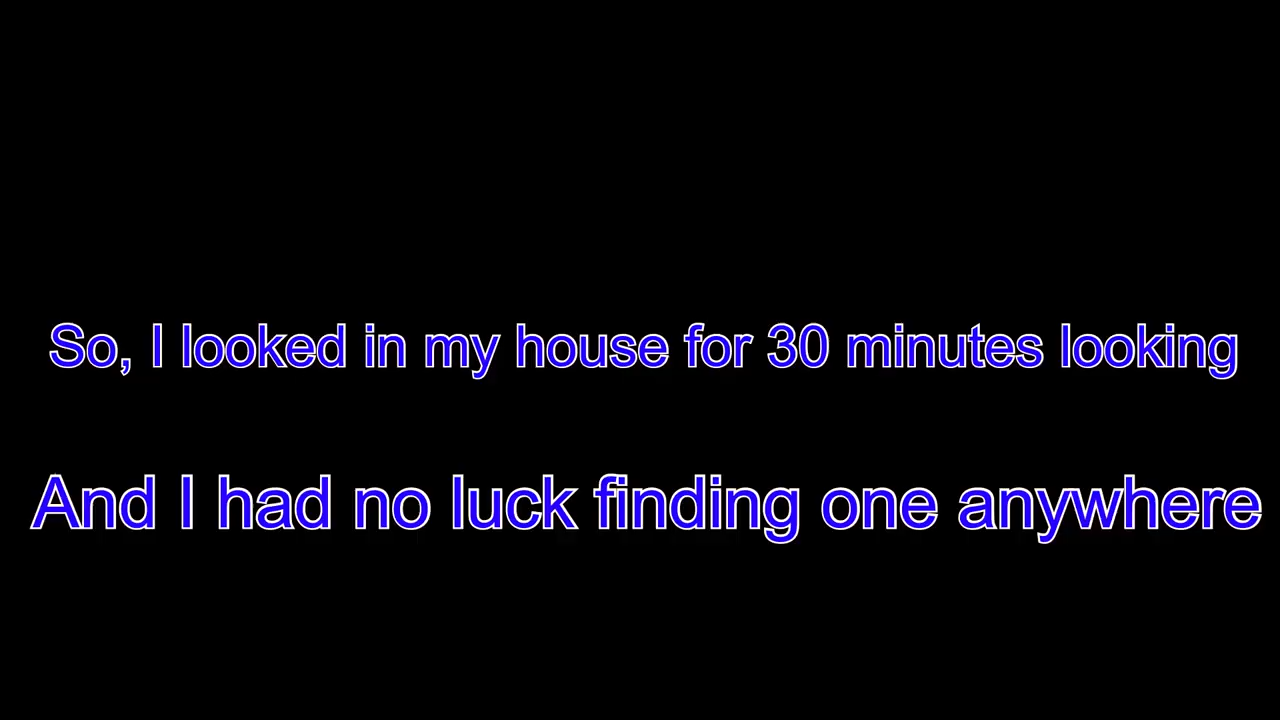 So, I looked in my house for 30 minutes looking
And I had no luck finding one anywhere